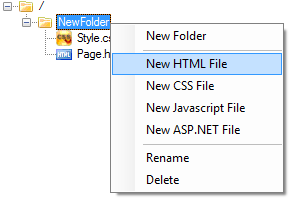 /
NewFolder
Style.cs
Page.h
New Folder
New HTML File
New CSS File
New Javascript File
New ASP.NET File
Rename
Delete